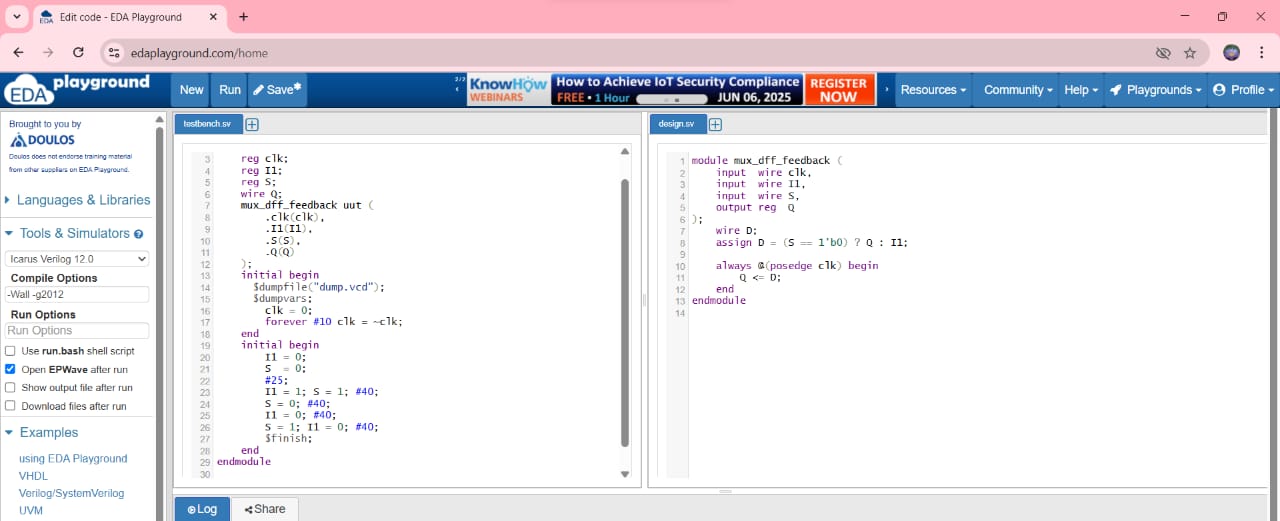 Edit code - EDA Playground
edaplayground.com/home
EDA playground
New
Run
Save*
2/2
KnowHow
WEBINARS
How to Achieve IoT Security Compliance
FREE • 1 Hour
JUN 06, 2025
REGISTER
NOW
Resources
Community
Help
Playgrounds
Profile
Brought to you by
DOULOS
Doulos does not endorse training material
from other suppliers on EDA Playground.
Languages & Libraries
Tools & Simulators
Icarus Verilog 12.0
Compile Options
-Wall -g2012
Run Options
Run Options
Use run.bash shell script
Open EPWave after run
Show output file after run
Download files after run
Examples
using EDA Playground
VHDL
Verilog/SystemVerilog
UVM
testbench.sv
3 reg clk;
4 reg I1;
5 reg S;
6 wire Q;
7 mux_dff_feedback uut (
8 .clk(clk),
9 .I1(I1),
10 .S(S),
11 .Q(Q)
12 );
13 initial begin
14 $dumpfile("dump.vcd");
15 $dumpvars;
16 clk = 0;
17 forever #10 clk = ~clk;
18 end
19 initial begin
20 I1 = 0;
21 S = 0;
22 #25;
23 I1 = 1; S = 1; #40;
24 S = 0; #40;
25 I1 = 0; #40;
26 S = 1; I1 = 0; #40;
27 $finish;
28 end
29 endmodule
30
design.sv
1 module mux_dff_feedback (
2 input wire clk,
3 input wire I1,
4 input wire S,
5 output reg Q
6 );
7 wire D;
8 assign D = (S == 1'b0) ? Q : I1;
9
10 always @(posedge clk) begin
11 Q <= D;
12 end
13 endmodule
14
Log
Share